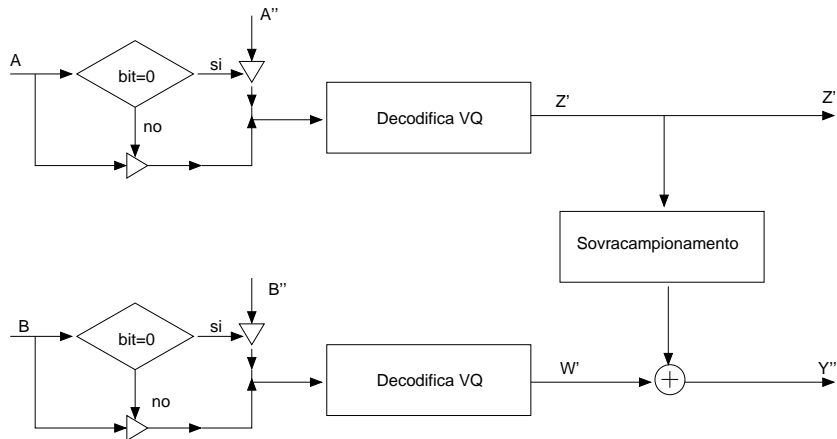 A''
A
bit=0
si
no
Decodifica VQ
Z'
Z'
Sovracampionamento
B''
B
bit=0
si
no
Decodifica VQ
W'
+
Y''